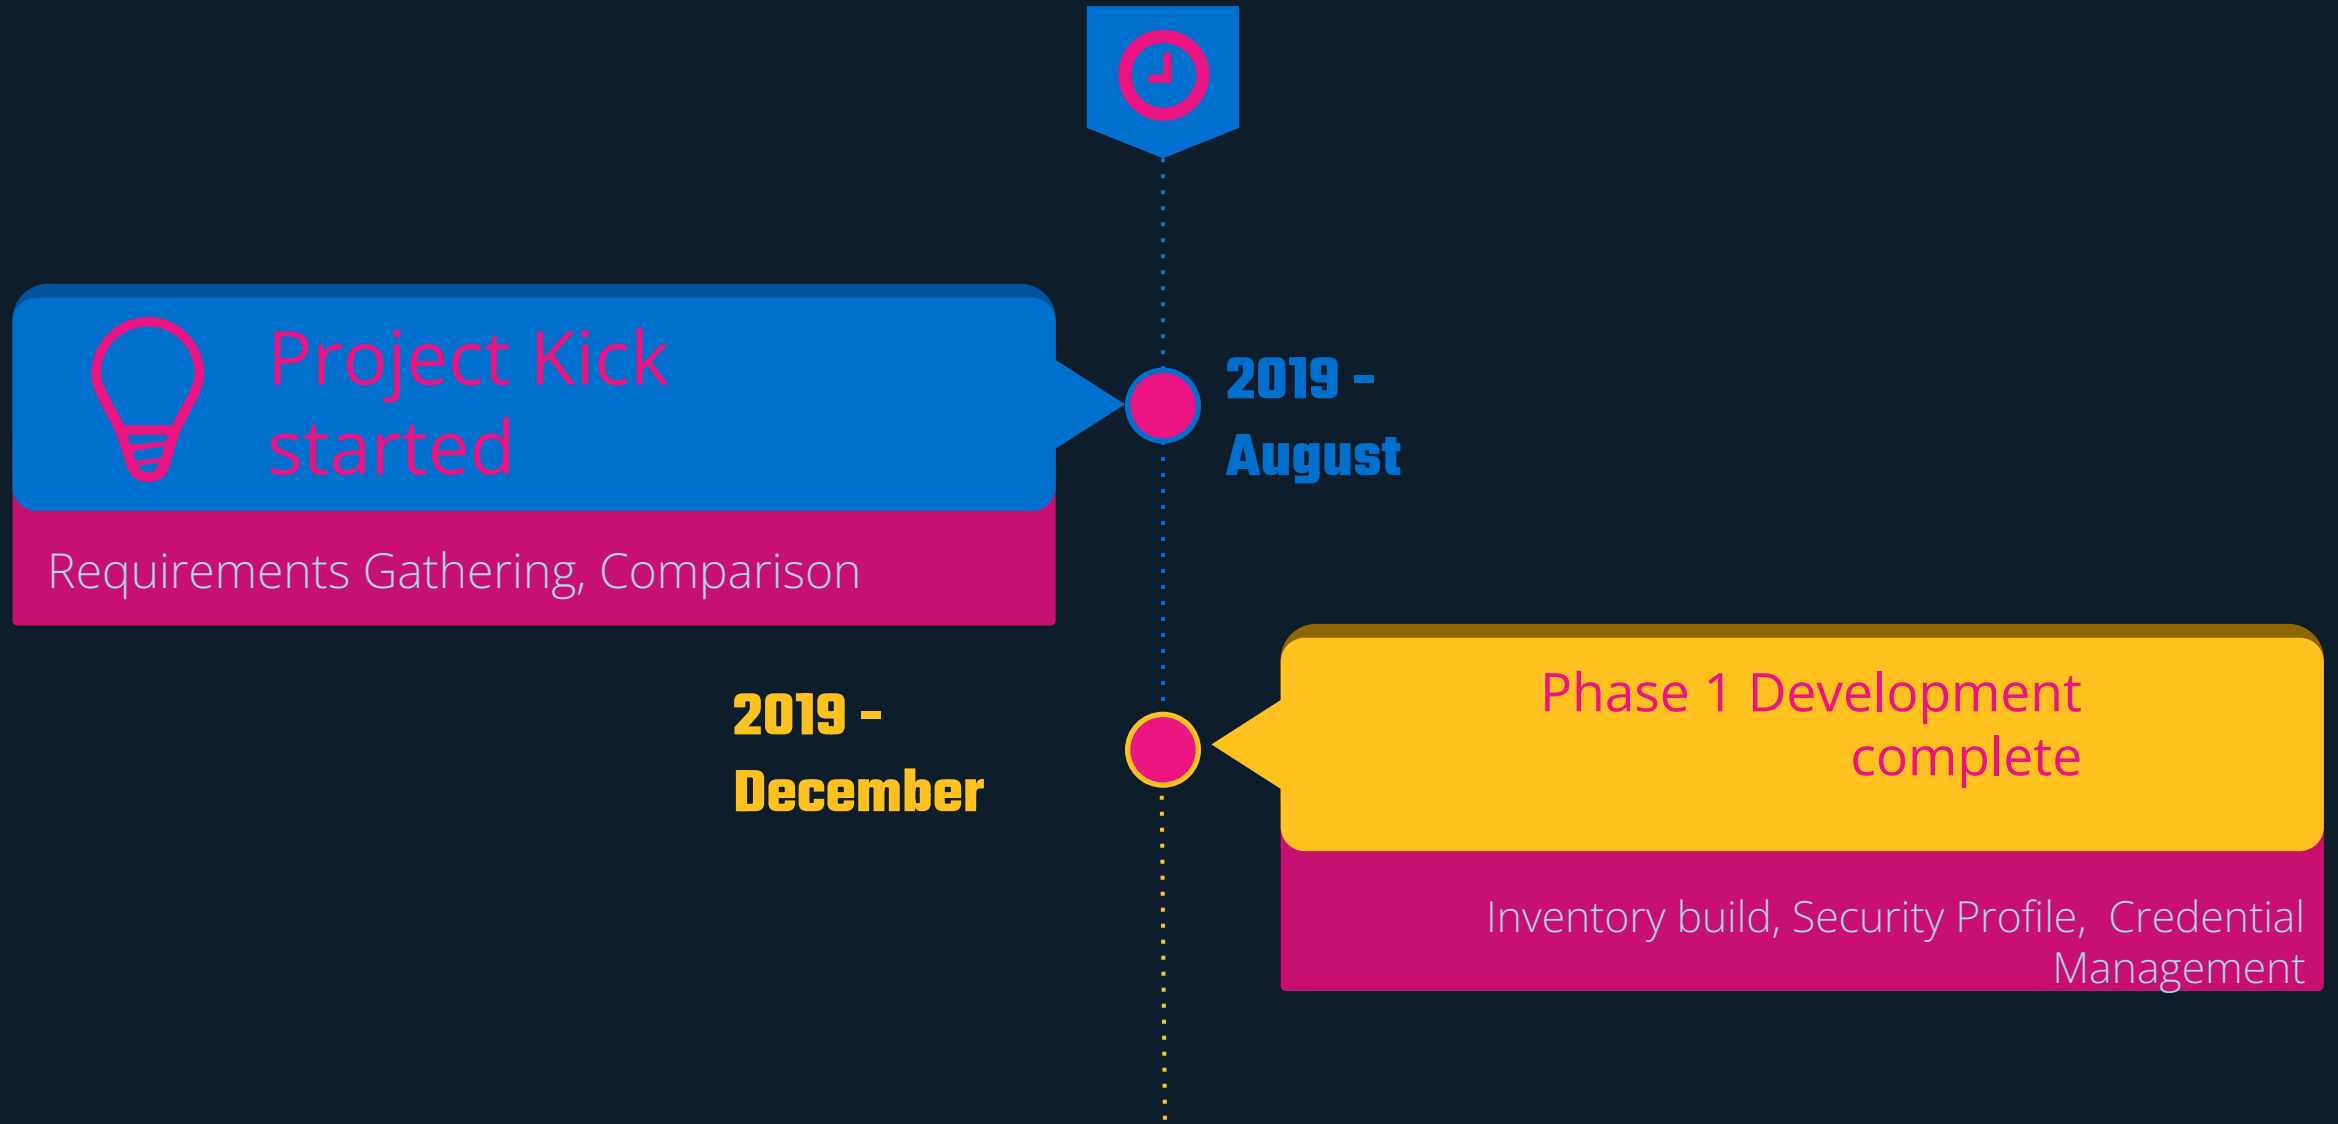 Project Kick
started
2019 -
August
Requirements Gathering, Comparison
2019 -
December
Phase 1 Development
complete
Inventory build, Security Profile,  Credential
Management